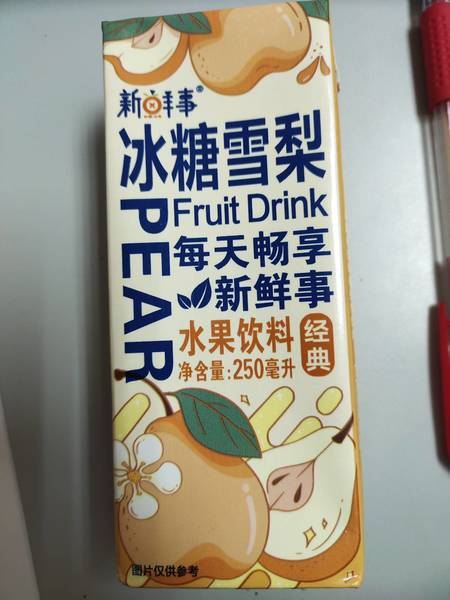 新鲜事®
冰糖雪梨
PEAR
Fruit Drink
每天畅享
新鲜事
水果饮料
经典
净含量:250毫升
图片仅供参考